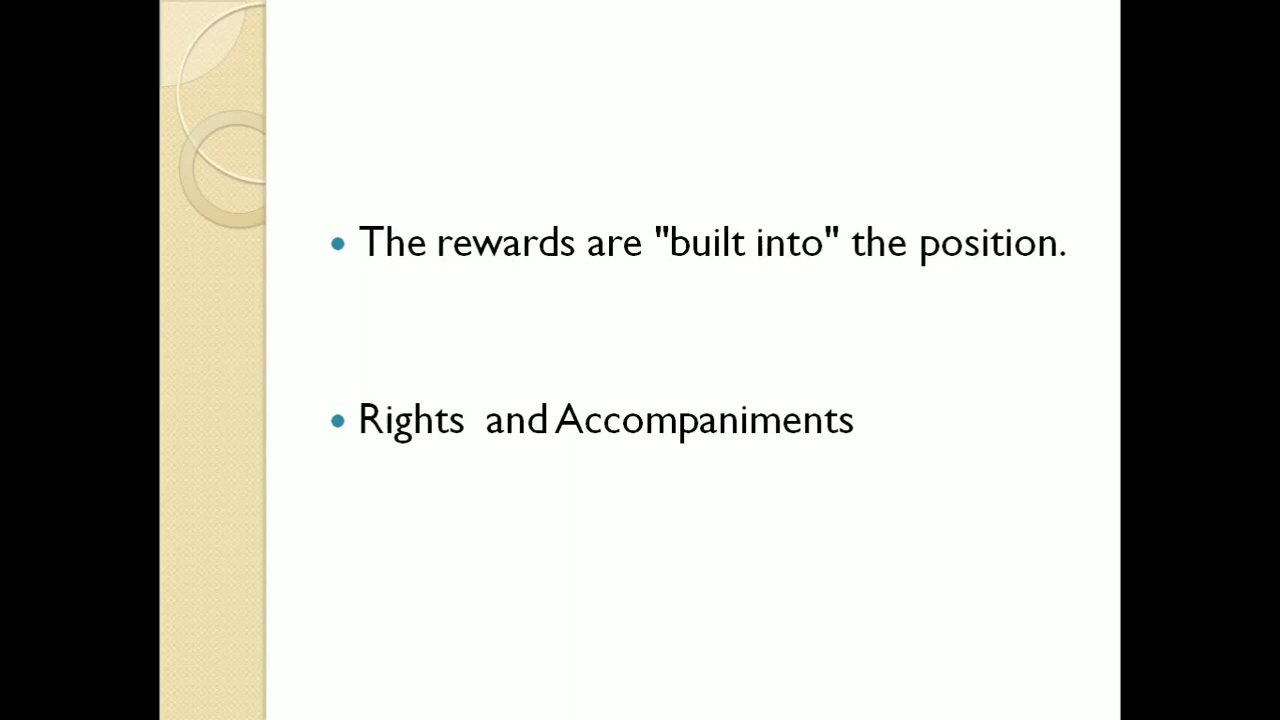 • The rewards are "built into" the position.
• Rights  and Accompaniments